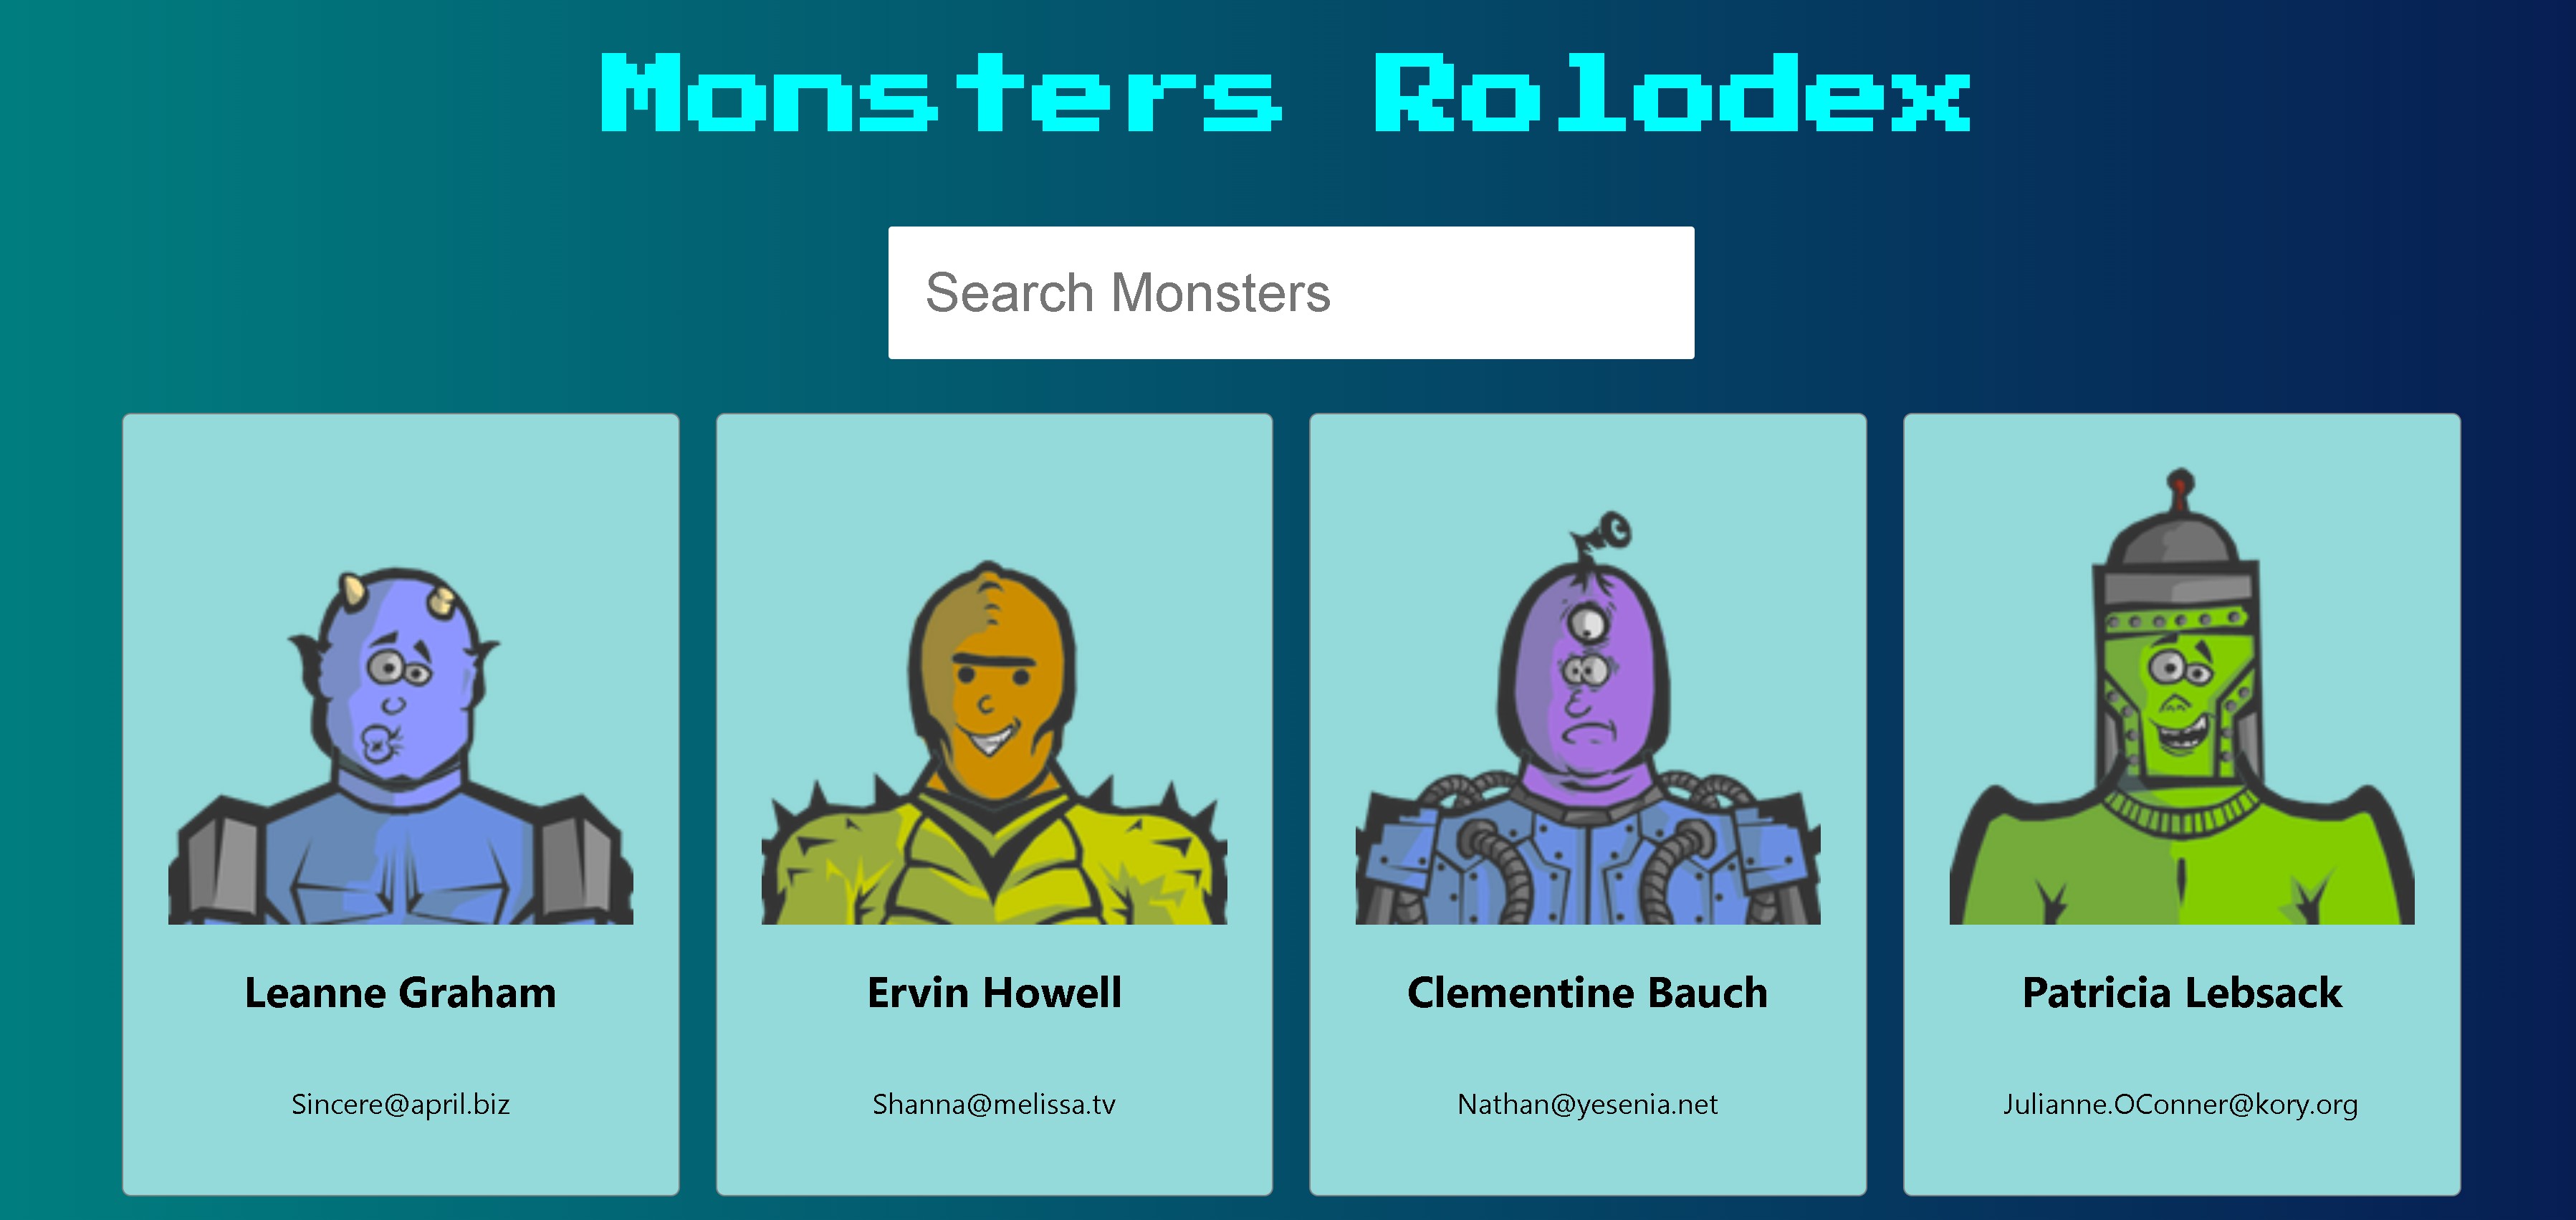 Monsters Rolodex
Search Monsters
Leanne Graham
Sincere@april.biz
Ervin Howell
Shanna@melissa.tv
Clementine Bauch
Nathan@yesenia.net
Patricia Lebsack
Julianne.OConner@kory.org